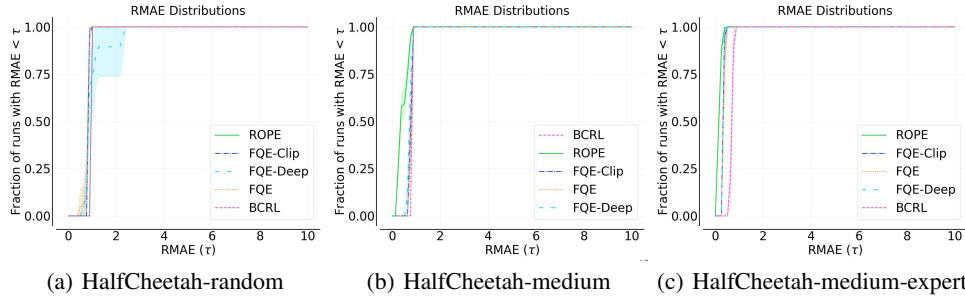 RMAE Distributions
Fraction of runs with RMAE < τ
1.00
0.75
0.50
0.25
0.00
ROPE
FQE-Clip
FQE-Deep
FQE
BCRL
0 2 4 6 8 10
RMAE (τ)
(a) HalfCheetah-random
RMAE Distributions
Fraction of runs with RMAE < τ
1.00
0.75
0.50
0.25
0.00
BCRL
ROPE
FQE-Clip
FQE
FQE-Deep
0 2 4 6 8 10
RMAE (τ)
(b) HalfCheetah-medium
RMAE Distributions
Fraction of runs with RMAE < τ
1.00
0.75
0.50
0.25
0.00
ROPE
FQE-Clip
FQE
FQE-Deep
BCRL
0 2 4 6 8 10
RMAE (τ)
(c) HalfCheetah-medium-expert